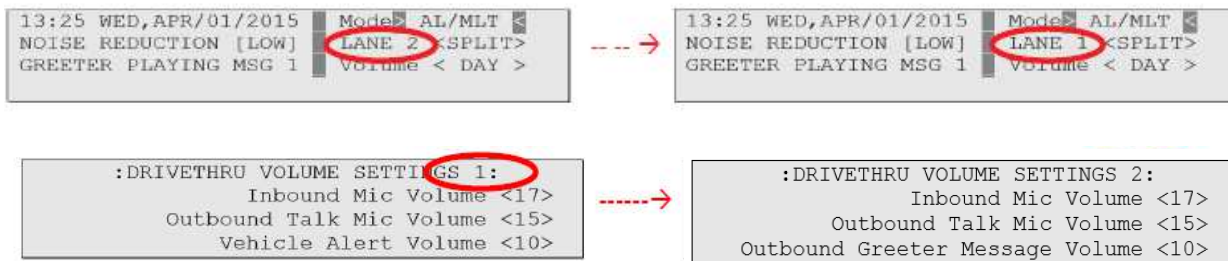 13:25 WED,APR/01/2015 Mode> AL/MLT <
NOISE REDUCTION [LOW] LANE 2 <SPLIT>
GREETER PLAYING MSG 1 Volume < DAY >
13:25 WED,APR/01/2015 Mode> AL/MLT <
NOISE REDUCTION [LOW] LANE 1 <SPLIT>
GREETER PLAYING MSG 1 Volume < DAY >
:DRIVETHRU VOLUME SETTINGS 1:
Inbound Mic Volume <17>
Outbound Talk Mic Volume <15>
Vehicle Alert Volume <10>
:DRIVETHRU VOLUME SETTINGS 2:
Inbound Mic Volume <17>
Outbound Talk Mic Volume <15>
Outbound Greeter Message Volume <10>